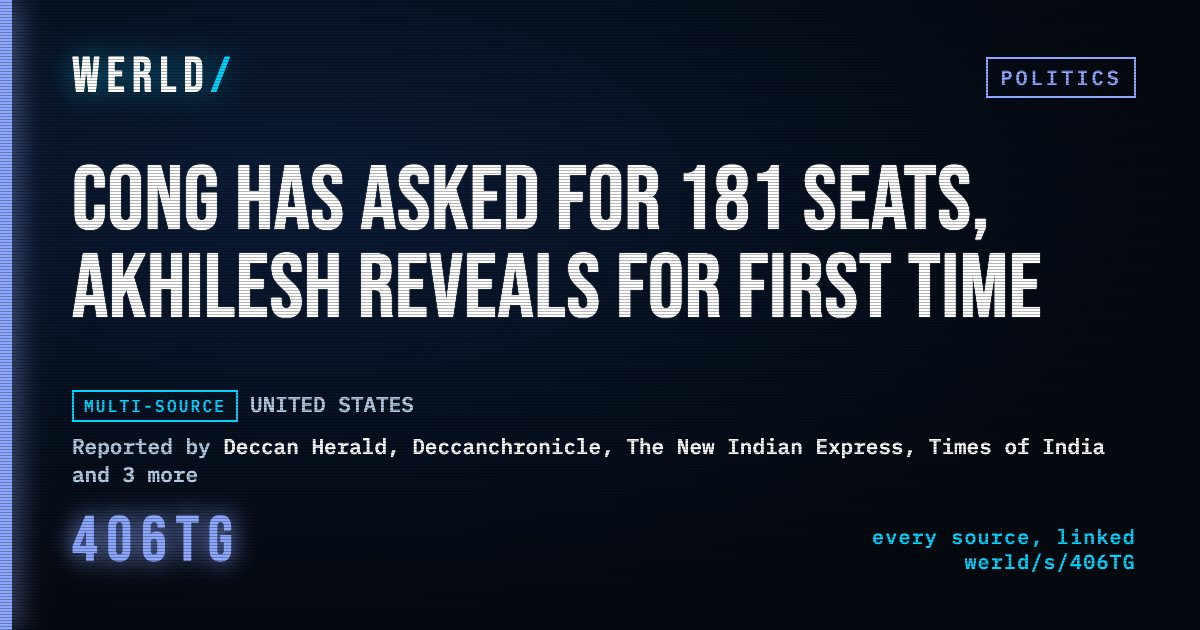 WERLD/
POLITICS
CONG HAS ASKED FOR 181 SEATS,
AKHILESH REVEALS FOR FIRST TIME
MULTI-SOURCE UNITED STATES
Reported by Deccan Herald, Deccanchronicle, The New Indian Express, Times of India
and 3 more
406TG
every source, linked
werld/s/406TG